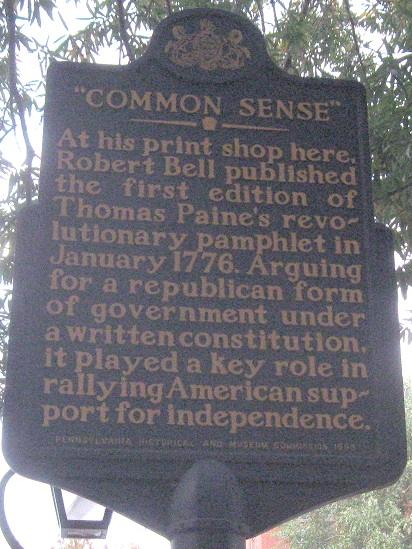 "COMMON SENSE"
At his print shop here,
Robert Bell published
the first edition of
Thomas Paine's revo-
lutionary pamphlet in
January 1776. Arguing
for a republican form
of government under
a written constitution,
it played a key role in
rallying American sup-
port for independence.
PENNSYLVANIA HISTORICAL AND MUSEUM COMMISSION